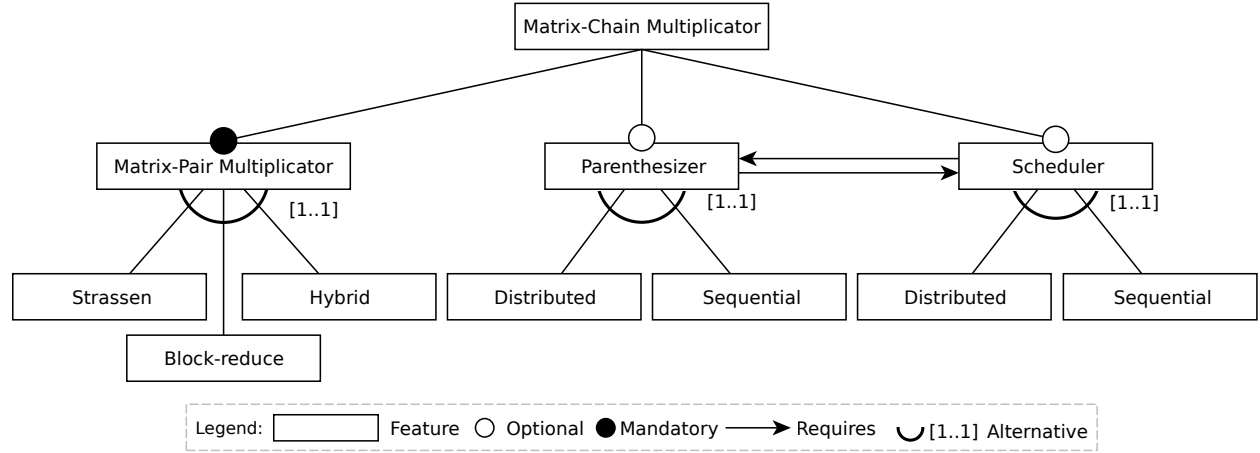 Matrix-Chain Multiplicator
Matrix-Pair Multiplicator
Parenthesizer
Scheduler
[1..1]
[1..1]
[1..1]
Strassen
Hybrid
Distributed
Sequential
Distributed
Sequential
Block-reduce
Legend: Feature Optional Mandatory Requires [1..1] Alternative